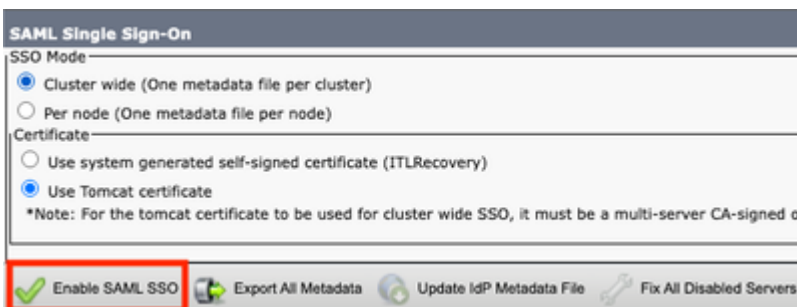 SAML Single Sign-On
SSO Mode
Cluster wide (One metadata file per cluster)
Per node (One metadata file per node)
Certificate
Use system generated self-signed certificate (ITLRecovery)
Use Tomcat certificate
*Note: For the tomcat certificate to be used for cluster wide SSO, it must be a multi-server CA-signed
Enable SAML SSO Export All Metadata Update IdP Metadata File Fix All Disabled Servers